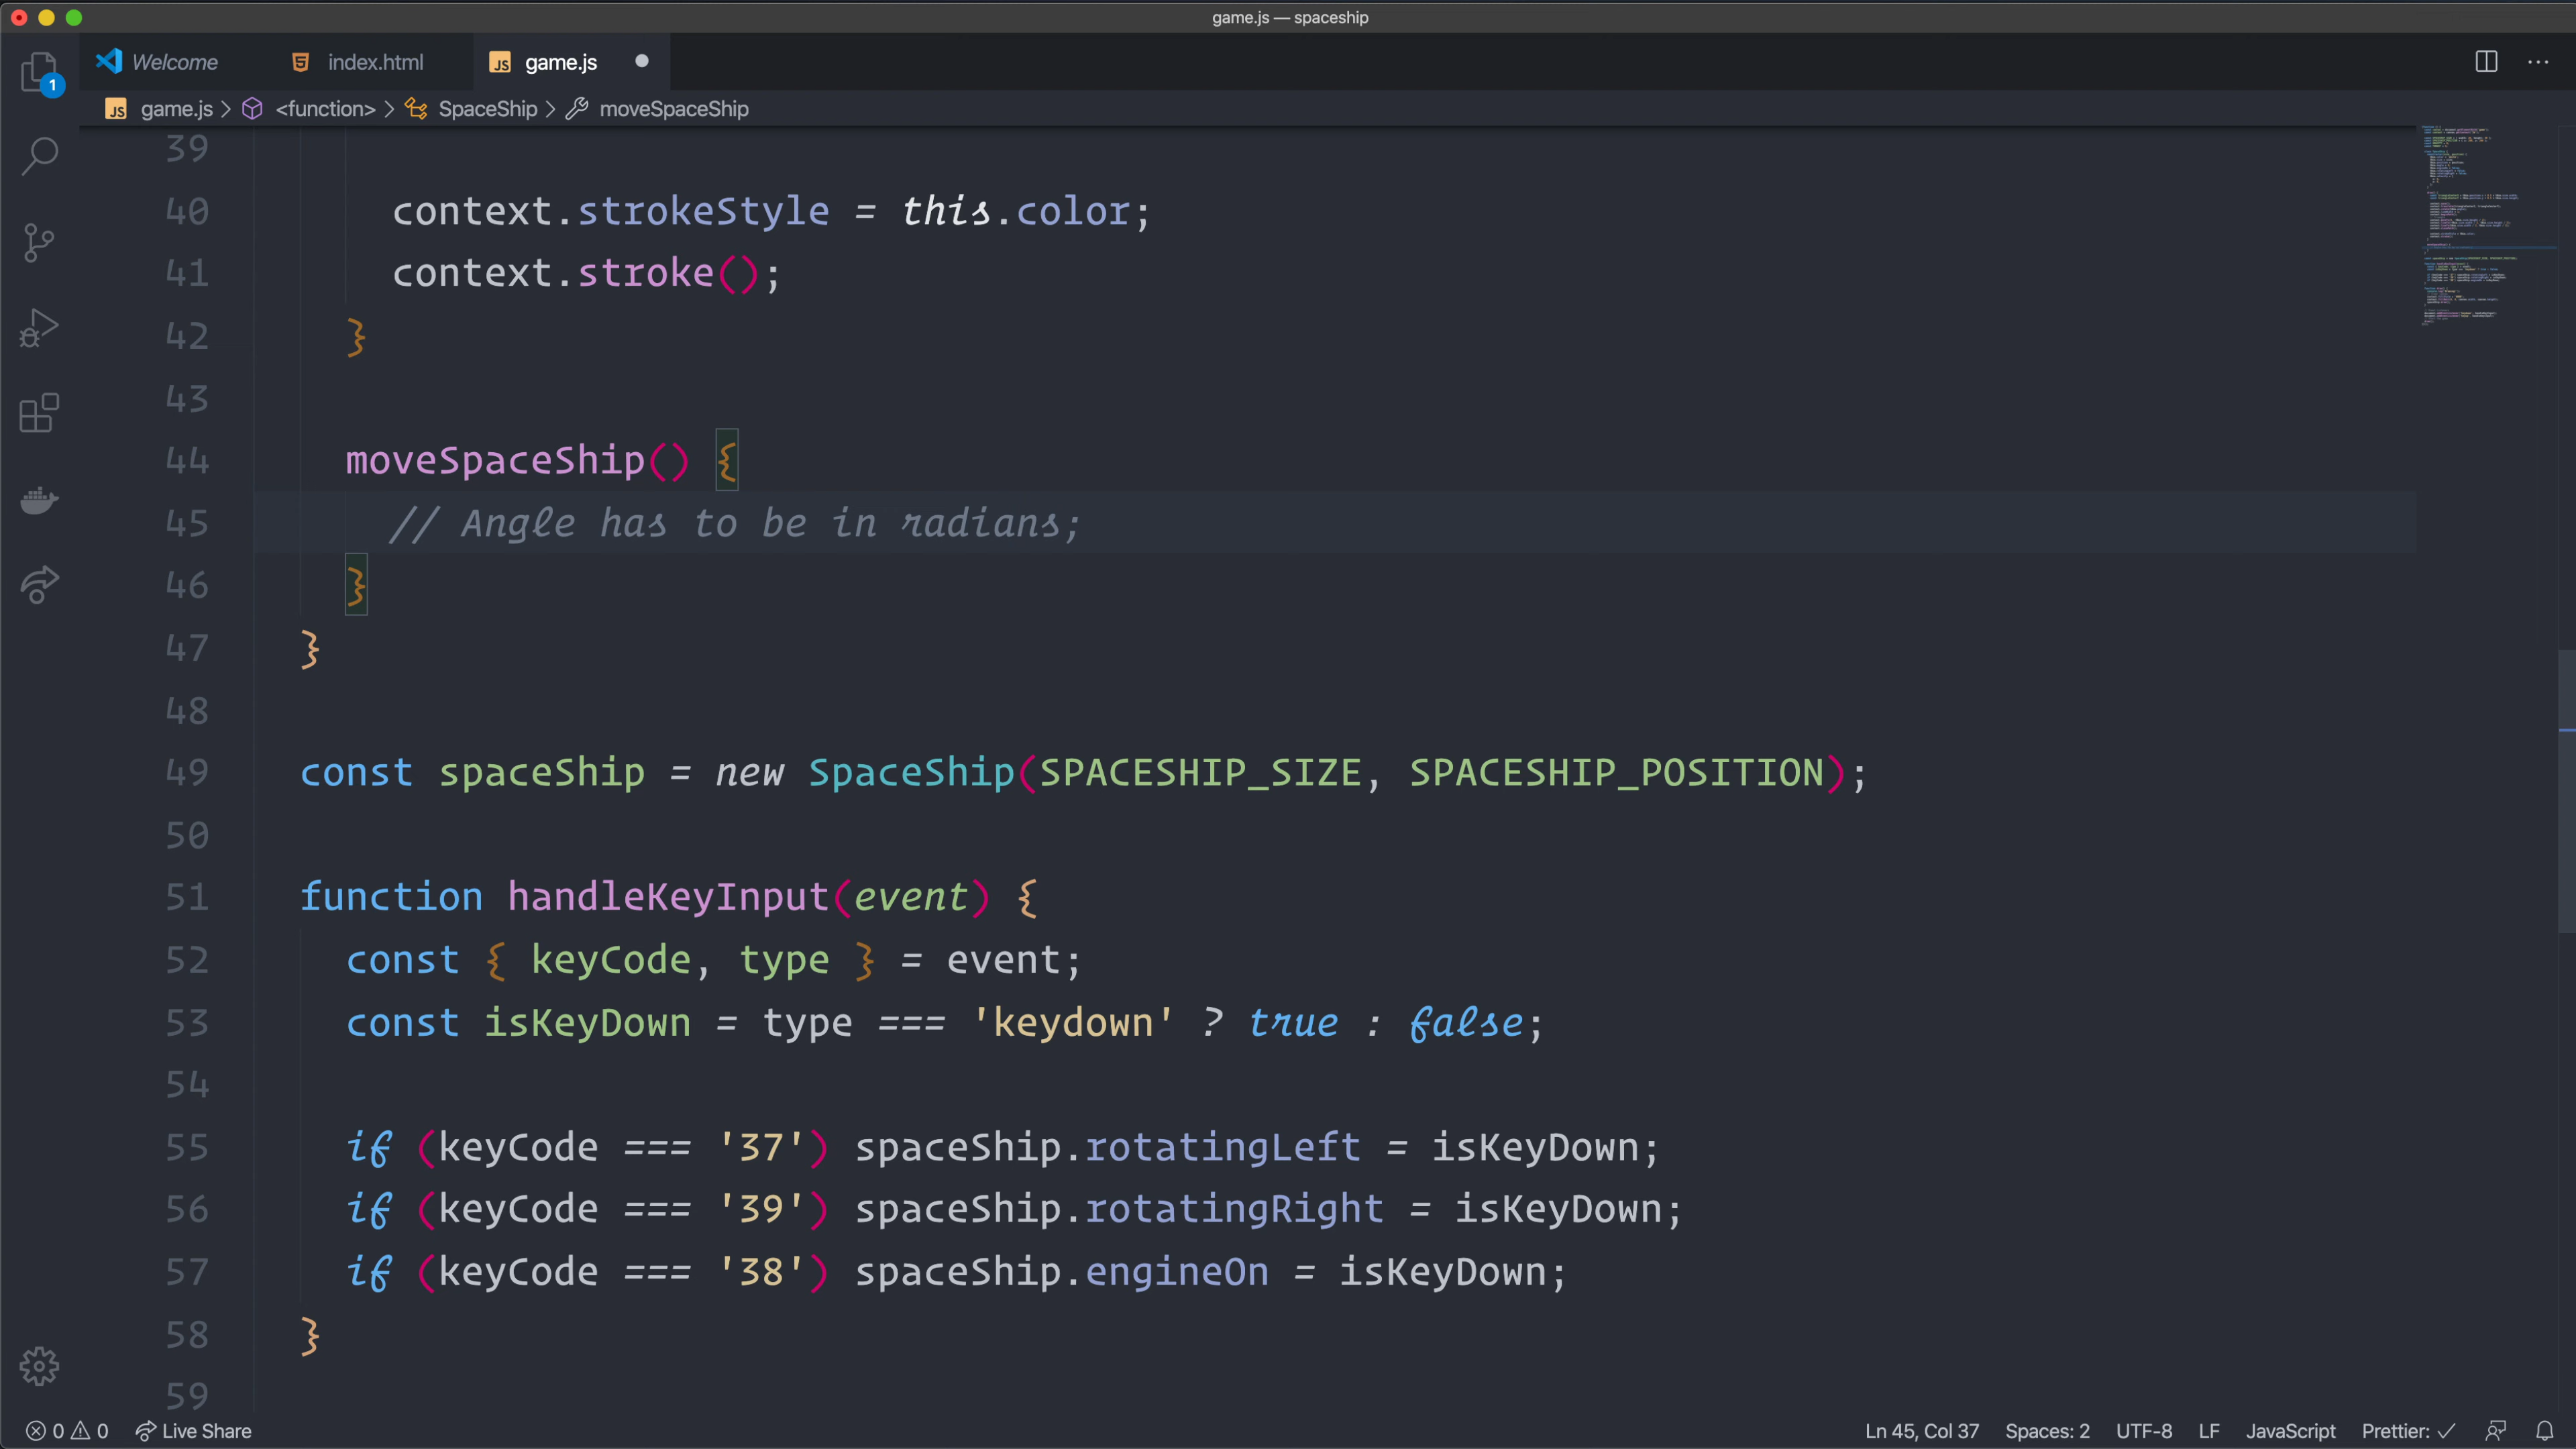 game.js — spaceship
Welcome
index.html
JS game.js
1
JS game.js > <function> > SpaceShip > moveSpaceShip
39
40 context.strokeStyle = this.color;
41 context.stroke();
42 }
43
44 moveSpaceShip() {
45 // Angle has to be in radians;
46 }
47 }
48
49 const spaceShip = new SpaceShip(SPACESHIP_SIZE, SPACESHIP_POSITION);
50
51 function handleKeyInput(event) {
52 const { keyCode, type } = event;
53 const isKeyDown = type === 'keydown' ? true : false;
54
55 if (keyCode === '37') spaceShip.rotatingLeft = isKeyDown;
56 if (keyCode === '39') spaceShip.rotatingRight = isKeyDown;
57 if (keyCode === '38') spaceShip.engineOn = isKeyDown;
58 }
59
0 0 Live Share Ln 45, Col 37 Spaces: 2 UTF-8 LF JavaScript Prettier: ✓